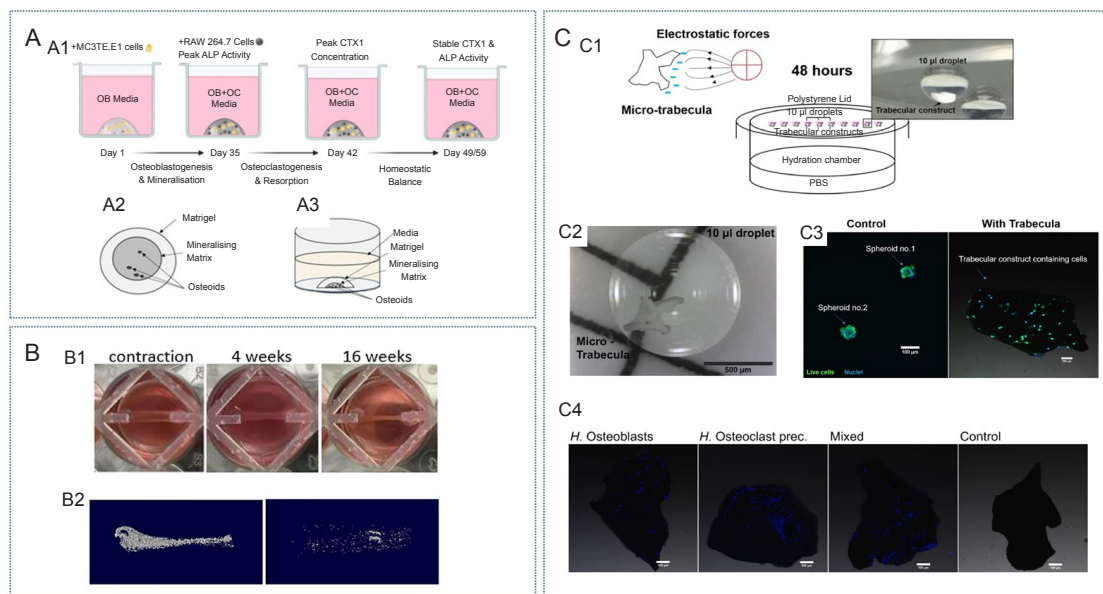 A
A1
+MC3TE.E1 cells
+RAW 264.7 Cells
Peak ALP Activity
Peak CTX1
Concentration
Stable CTX1 &
ALP Activity
OB Media
OB+OC
Media
OB+OC
Media
OB+OC
Media
Day 1
Day 35
Day 42
Day 49/59
Osteoblastogenesis
& Mineralisation
Osteoclastogenesis
& Resorption
Homeostatic
Balance
A2
Matrigel
Mineralising
Matrix
Osteoids
A3
Media
Matrigel
Mineralising
Matrix
Osteoids
B
B1
contraction
4 weeks
16 weeks
B2
C
C1
Electrostatic forces
Micro-trabecula
48 hours
10 µl droplet
Trabecular construct
Polystyrene Lid
10 µl droplets
Trabecular constructs
Hydration chamber
PBS
C2
10 µl droplet
Micro -
Trabecula
500 µm
C3
Control
With Trabecula
Spheroid no.1
Spheroid no.2
100 µm
Live cells
Nuclei
Trabecular construct containing cells
C4
H. Osteoblasts
H. Osteoclast prec.
Mixed
Control